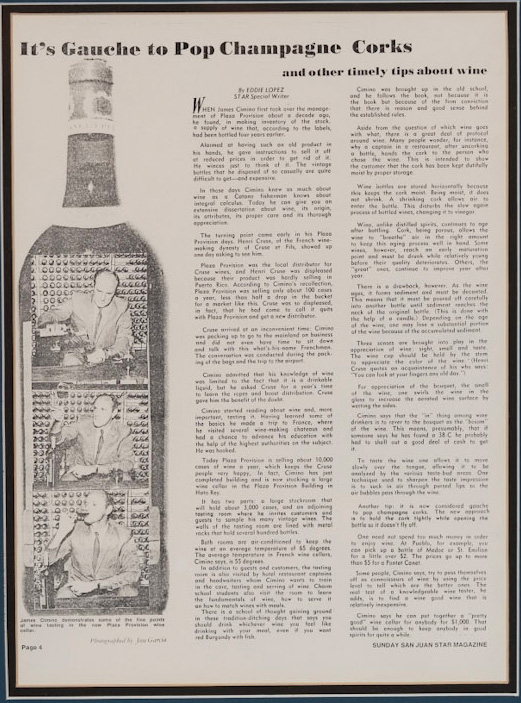 It's Gauche to Pop Champagne Corks
and other timely tips about wine
By EDDIE LOPEZ
STAR Special Writer
WHEN James Cimino first took over the manage-
ment of Plaza Provision about a decade ago,
he found, in making inventory of the stock,
a supply of wine that, according to the labels,
had been bottled four years earlier.
Alarmed at having such an old product in
his hands, he gave instructions to sell it off
at reduced prices in order to get rid of it.
He winces just to think of it. The vintage
bottles that he disposed of so casually are quite
difficult to get—and expensive.
In those days Cimino knew as much about
wine as a Catano fisherman knows about
integral calculus. Today he can give you an
extensive dissertation about wine, its origin,
its attributes, its proper care and its thorough
appreciation.
The turning point came early in his Plaza
Provision days. Henri Cruse, of the French wine-
making dynasty of Cruse et Fils, showed up
one day asking to see him.
Plaza Provision was the local distributor for
Cruse wines, and Henri Cruse was displeased
because their product was hardly selling in
Puerto Rico. According to Cimino's recollection,
Plaza Provision was selling only about 100 cases
a year, less than half a drop in the bucket
for a market like this. Cruse was so displeased,
in fact, that he had come to call it quits
with Plaza Provision and get a new distributor.
Cruse arrived at an inconvenient time. Cimino
was packing up to go to the mainland on business
and did not even have time to sit down
and talk with this what's-his-name Frenchman.
The conversation was conducted during the pack-
ing of the bags and the trip to the airport.
Cimino admitted that his knowledge of wine
was limited to the fact that it is a drinkable
liquid, but he asked Cruse for a year's time
to learn the ropes and boost distribution. Cruse
gave him the benefit of the doubt.
Cimino started reading about wine and, more
important, tasting it. Having learned some of
the basics he made a trip to France, where
he visited several wine-making chateaux and
had a chance to advance his education with
the help of the highest authorities on the subject.
He was hooked.
Today Plaza Provision is selling about 10,000
cases of wine a year, which keeps the Cruse
people very happy. In fact, Cimino has just
completed building and is now stocking a large
wine cellar in the Plaza Provision Building in
Hato Rey.
It has two parts: a large stockroom that
will hold about 3,000 cases, and an adjoining
tasting room where he invites customers and
guests to sample his many vintage wines. The
walls of the tasting room are lined with metal
racks that hold several hundred bottles.
Both rooms are air-conditioned to keep the
wine at an average temperature of 65 degrees.
The average temperature in French wine cellars,
Cimino says, is 55 degrees.
In addition to guests and customers, the tasting
room is also visited by hotel restaurant captains
and headwaiters whom Cimino wants to train
in the care, tasting and serving of wine. Charm
school students also visit the room to learn
the fundamentals of wine, how to serve it
an how to match wines with meals.
There is a school of thought gaining ground
in these tradition-ditching days that says you
should drink whichever wine you feel like
drinking with your meal, even if you want
red Burgundy with fish.
Cimino was brought up in the old school,
and he follows the book, not because it is
the book but because of the firm conviction
that there is reason and good sense behind
the established rules.
Aside from the question of which wine goes
with what, there is a great deal of protocol
around wine. Many people wonder, for instance,
why a captain in a restaurant, after uncorking
a bottle, hands the cork to the person who
chose the wine. This is intended to show
the customer that the cork has been kept dutifully
moist by proper storage.
Wine bottles are stored horizontally because
this keeps the cork moist. Being moist, it does
not shrink. A shrinking cork allows air to
enter the bottle. This disturbs the slow again
process of bottled wines, changing it to vinegar.
Wine, unlike distilled spirits, continues to age
after bottling. Cork, being porous, allows the
wine to "breathe" air in the right amount
to keep this aging process well in hand. Some
wines, however, reach an early maturation
point and must be drunk while relatively young
before their quality deteriorates. Others, the
"great" ones, continue to improve year after
year.
There is a drawback, however. As the wine
ages, it forms sediment and must be decanted.
This means that it must be poured off carefully
into another bottle until sediment reaches the
neck of the original bottle. (This is done with
the help of a candle.) Depending on the age
of the wine, one may lose a substantial portion
of the wine because of the accumulated sediment.
Three senses are brought into play in the
appreciation of wine: sight, smell and taste.
The wine cup should be held by the stem
to appreciate the color of the wine. (Henri
Cruse quotes an acquaintance of his who says:
"You can look at your fingers any old day.")
For appreciation of the bouquet, the smell
of the wine, one swirls the wine in the
glass to increase the aerated wine surface by
wetting the sides.
Cimino says that the "in" thing among wine
drinkers is to refer to the bouquet as the "nose"
of the wine. This means, presumably, that if
someone says he has found a 38-C he probably
had to shell out a good deal of cash to get
it.
To taste the wine one allows it to move
slowly over the tongue, allowing it to be
analyzed by the various taste-bud areas. One
technique used to sharpen the taste impression
is to suck in air through pursed lips so the
air bubbles pass through the wine.
Another tip: it is now considered gauche
to pop champagne corks. The new approach
is to hold the cork tightly while opening the
bottle so it doesn't fly off.
One need not spend too much money in order
to enjoy wine. At Pueblo, for example, you
can pick up a bottle of Medoc or St. Emilion
for a little over $2. The prices go up to more
than $5 for a Pontet Canet.
Some people, Cimino says, try to pass themselves
off as connoisseurs of wine by using the price
level to tell which are the better ones. The
real test of a knowledgable wine taster, he
adds, is to find a wine good wine that is
relatively inexpensive.
Cimino says he can put together a "pretty
good" wine cellar for anybody for $1,000. That
should be enough to keep anybody in good
spirits for quite a while.
James Cimino demonstrates some of the fine points
of wine tasting in the new Plaza Provision wine
cellar.
Photographed by Jose Garcia
Page 4
SUNDAY SAN JUAN STAR MAGAZINE